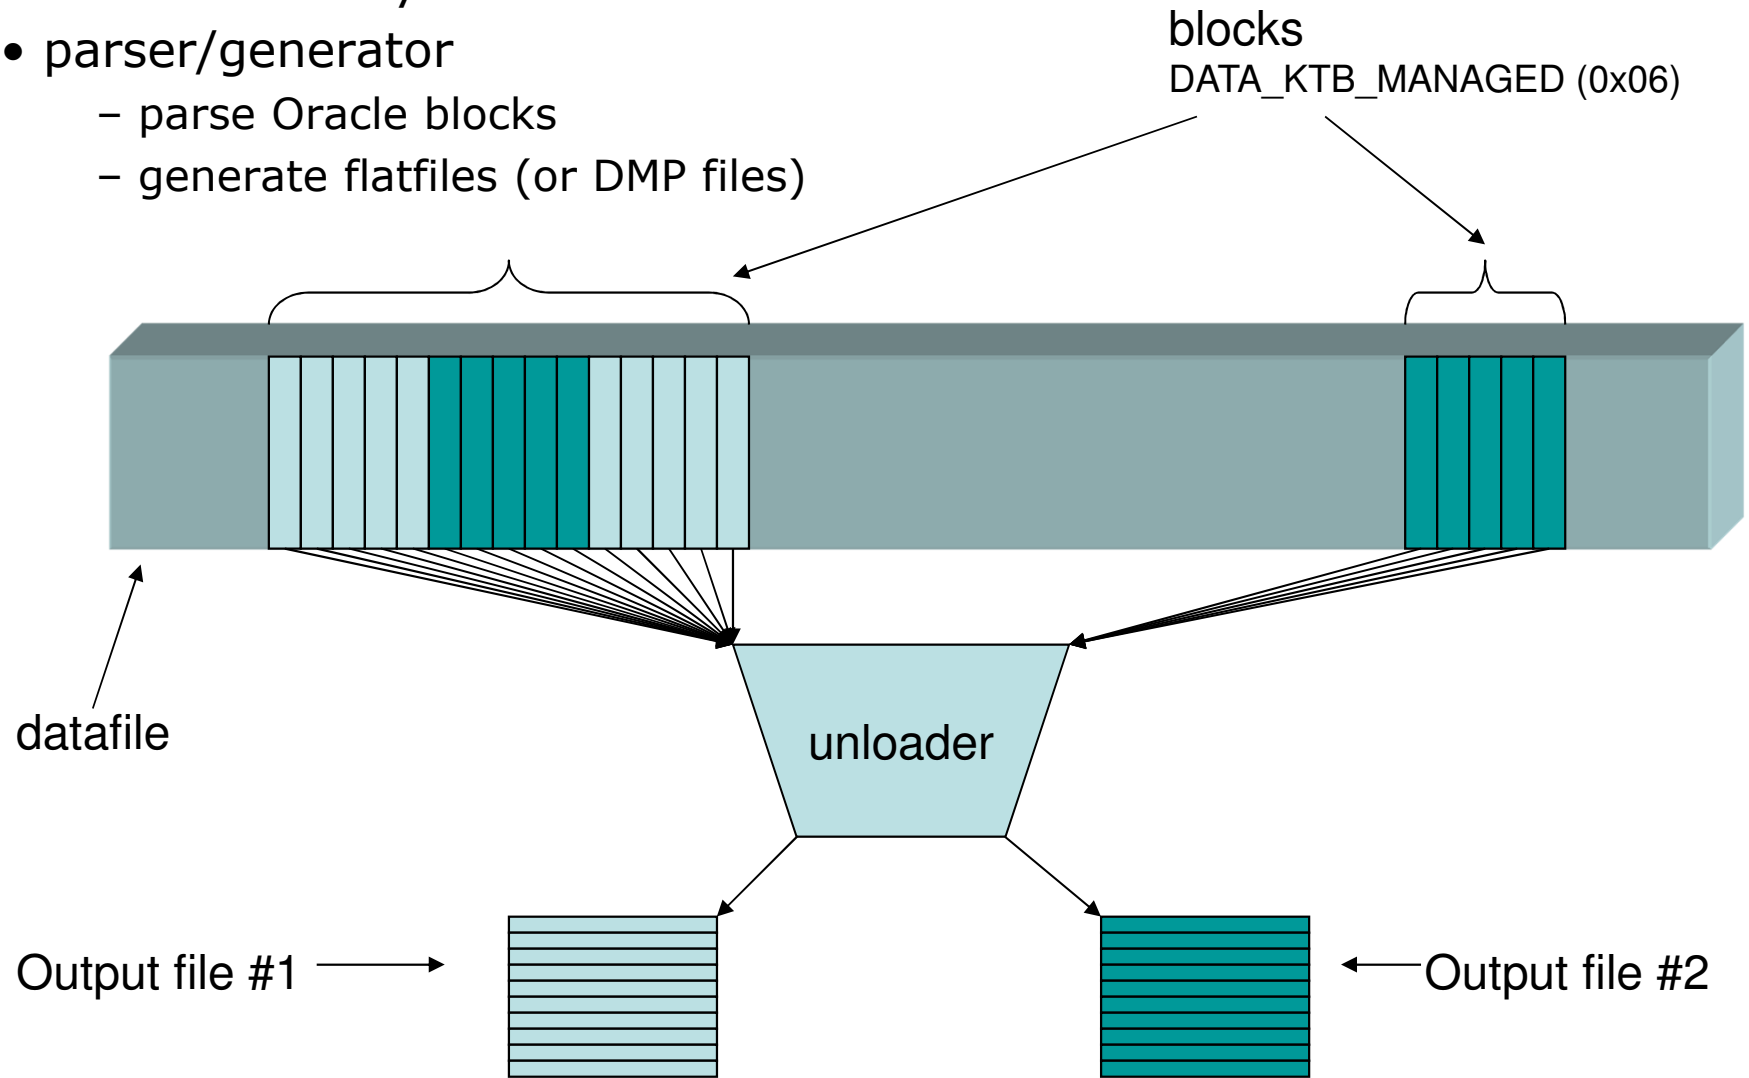 • parser/generator
– parse Oracle blocks
– generate flatfiles (or DMP files)
blocks
DATA_KTB_MANAGED (0x06)
datafile
unloader
Output file #1
Output file #2